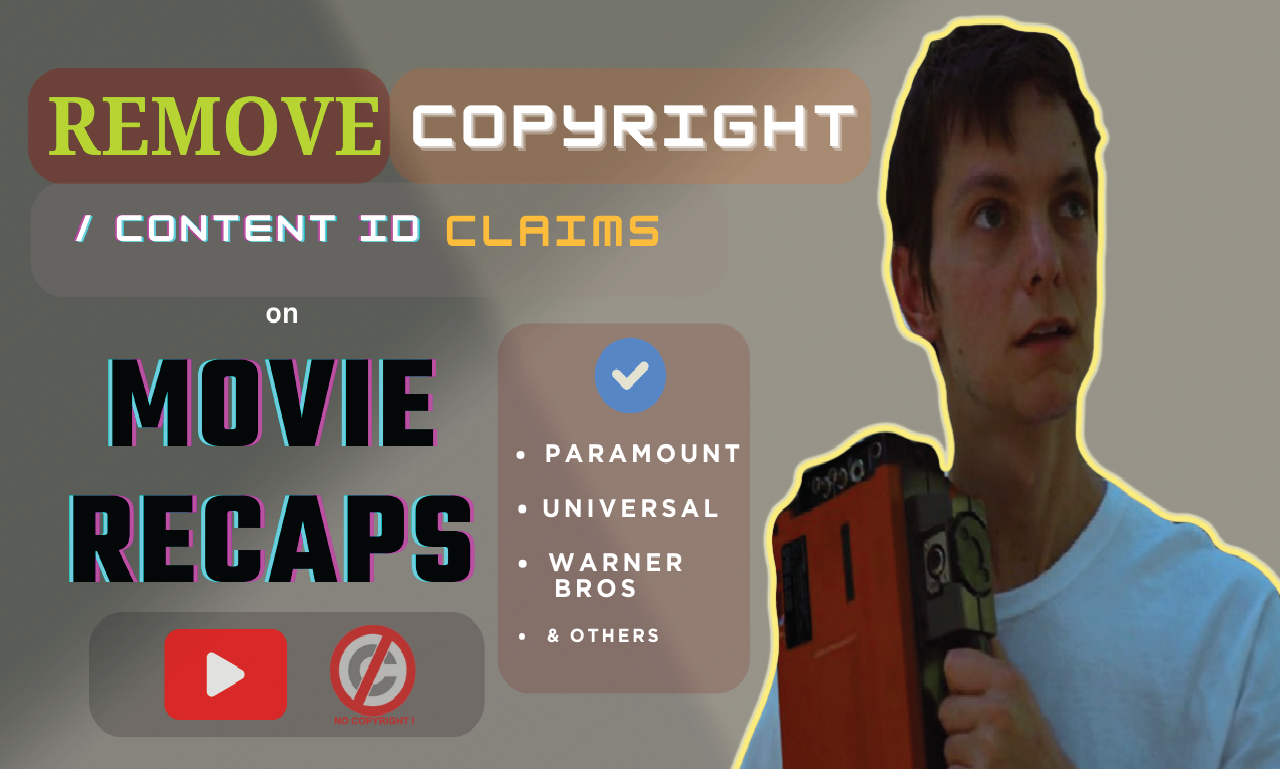 REMOVE COPYRIGHT
/ CONTENT ID CLAIMS
on
MOVIE
RECAPS
• PARAMOUNT
• UNIVERSAL
• WARNER
BROS
• & OTHERS
NO COPYRIGHT !